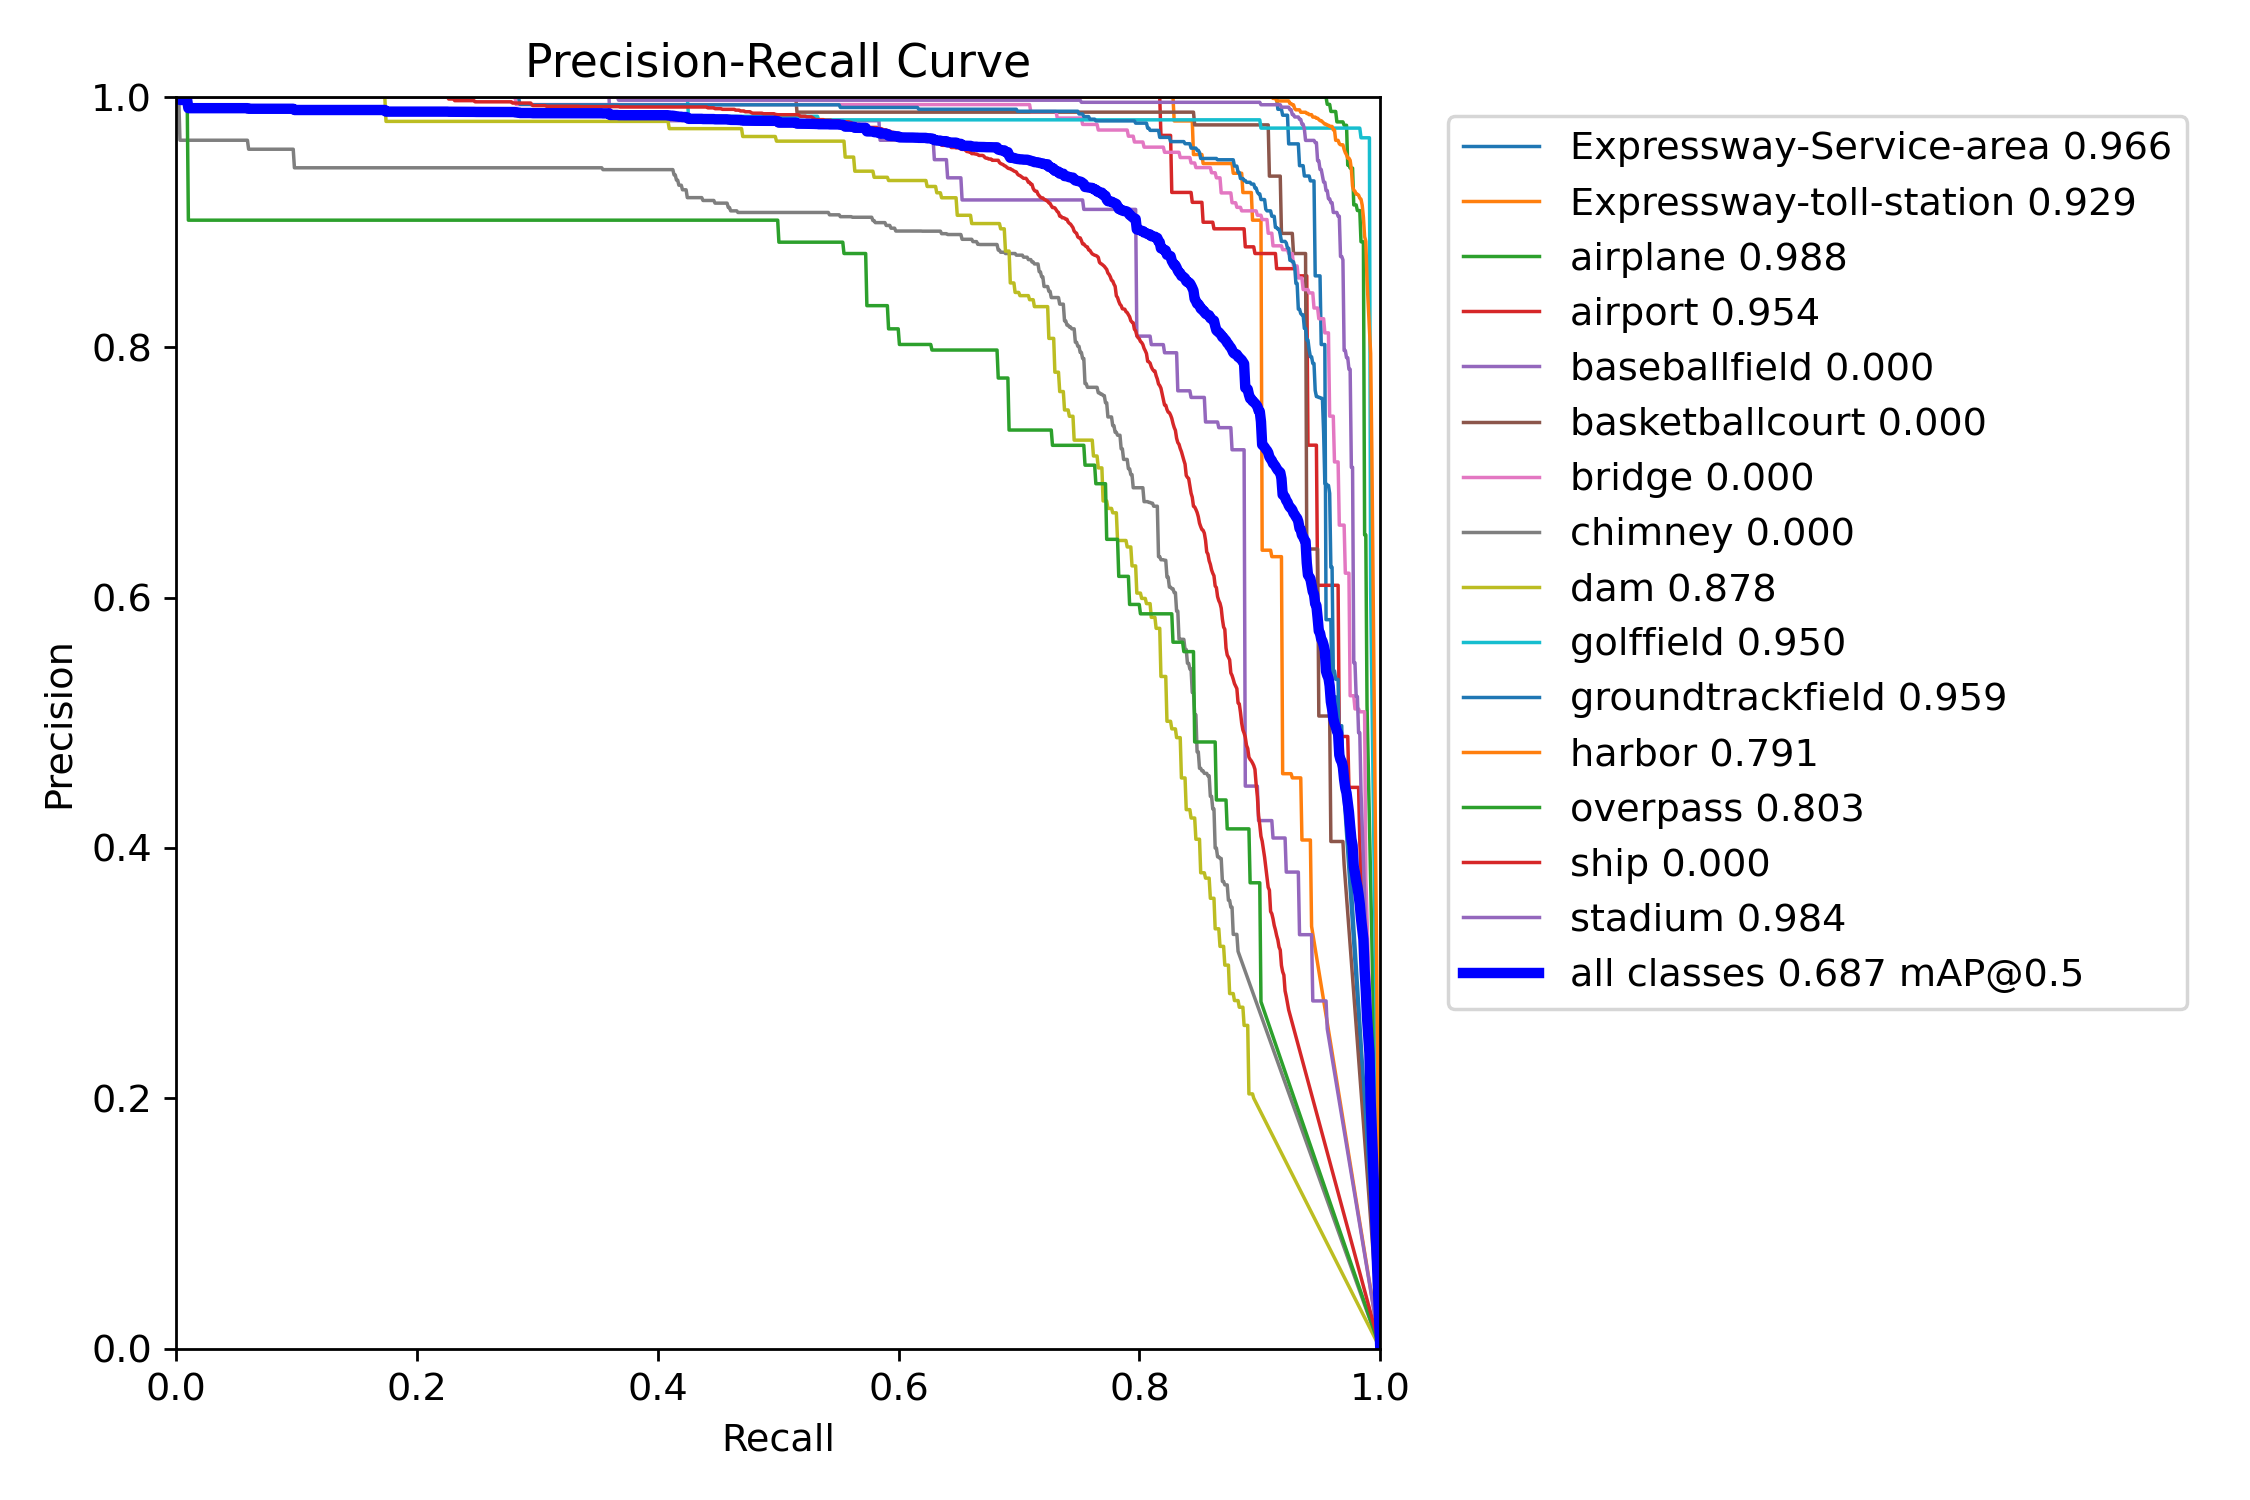 Precision-Recall Curve
1.0
0.8
0.6
0.4
0.2
0.0
Precision
0.0 0.2 0.4 0.6 0.8 1.0
Recall
Expressway-Service-area 0.966
Expressway-toll-station 0.929
airplane 0.988
airport 0.954
baseballfield 0.000
basketballcourt 0.000
bridge 0.000
chimney 0.000
dam 0.878
golffield 0.950
groundtrackfield 0.959
harbor 0.791
overpass 0.803
ship 0.000
stadium 0.984
all classes 0.687 mAP@0.5